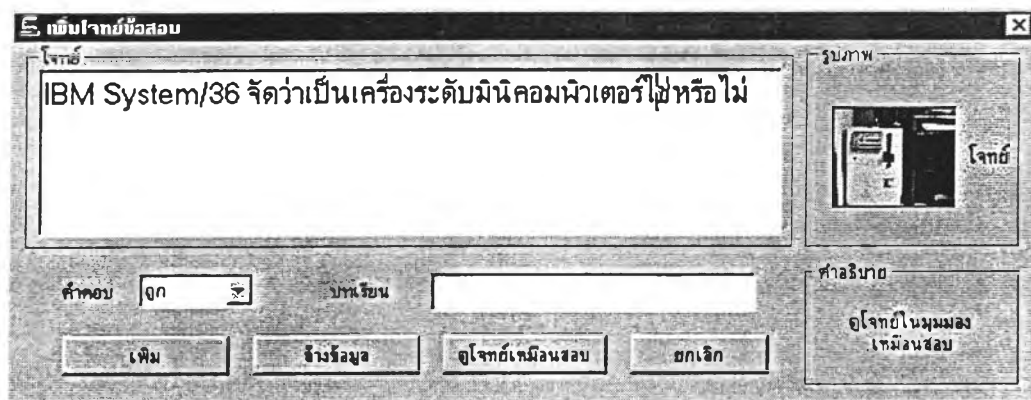 เพิ่มโจทย์ข้อสอบ
โจทย์
IBM System/36 จัดว่าเป็นเครื่องระดับมินิคอมพิวเตอร์ใช่หรือไม่
รูปภาพ
โจทย์
คำตอบ ถูก
บทเรียน
คำอธิบาย
ดูโจทย์ในมุมมอง
เหมือนสอบ
เพิ่ม
ล้างข้อมูล
ดูโจทย์เหมือนสอบ
ยกเลิก